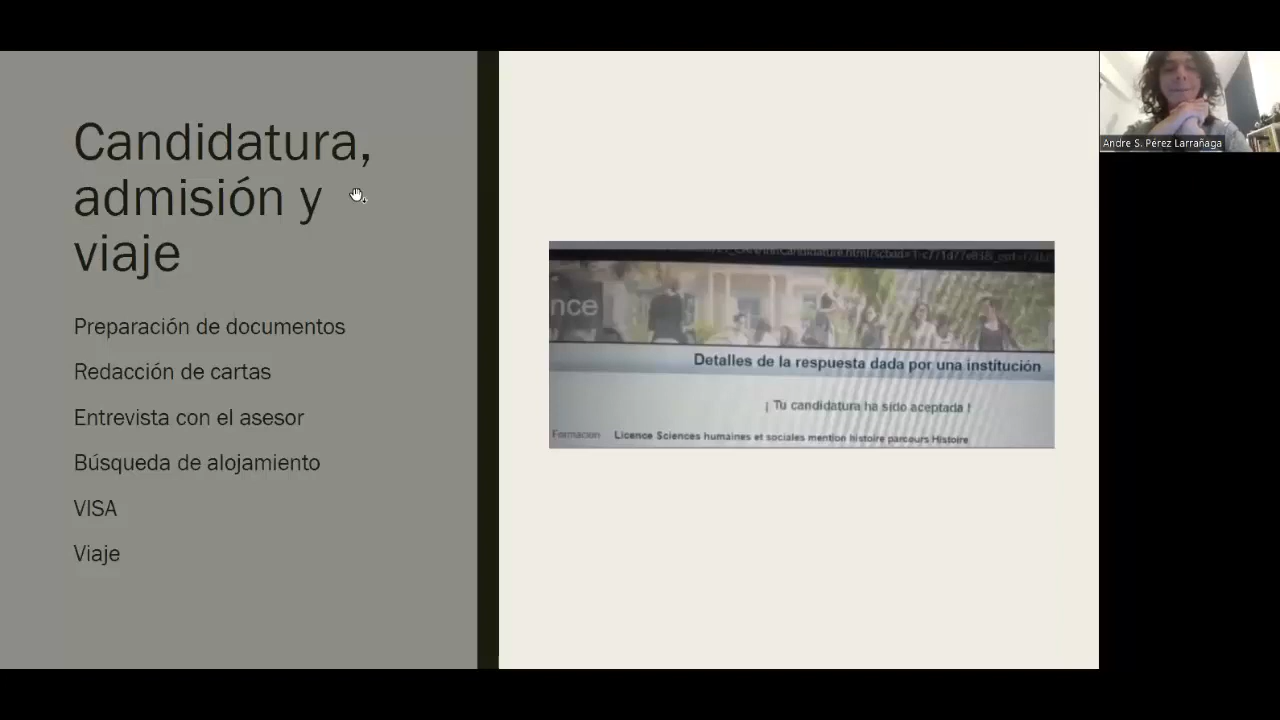 Candidatura,
admisión y
viaje
Preparación de documentos
Redacción de cartas
Entrevista con el asesor
Búsqueda de alojamiento
VISA
Viaje
nce
Detalles de la respuesta dada por una institución
¡ Tu candidatura ha sido aceptada !
Formacion Licence Sciences humaines et sociales mention histoire parcours Histoire
Andre S. Pérez Larrañaga